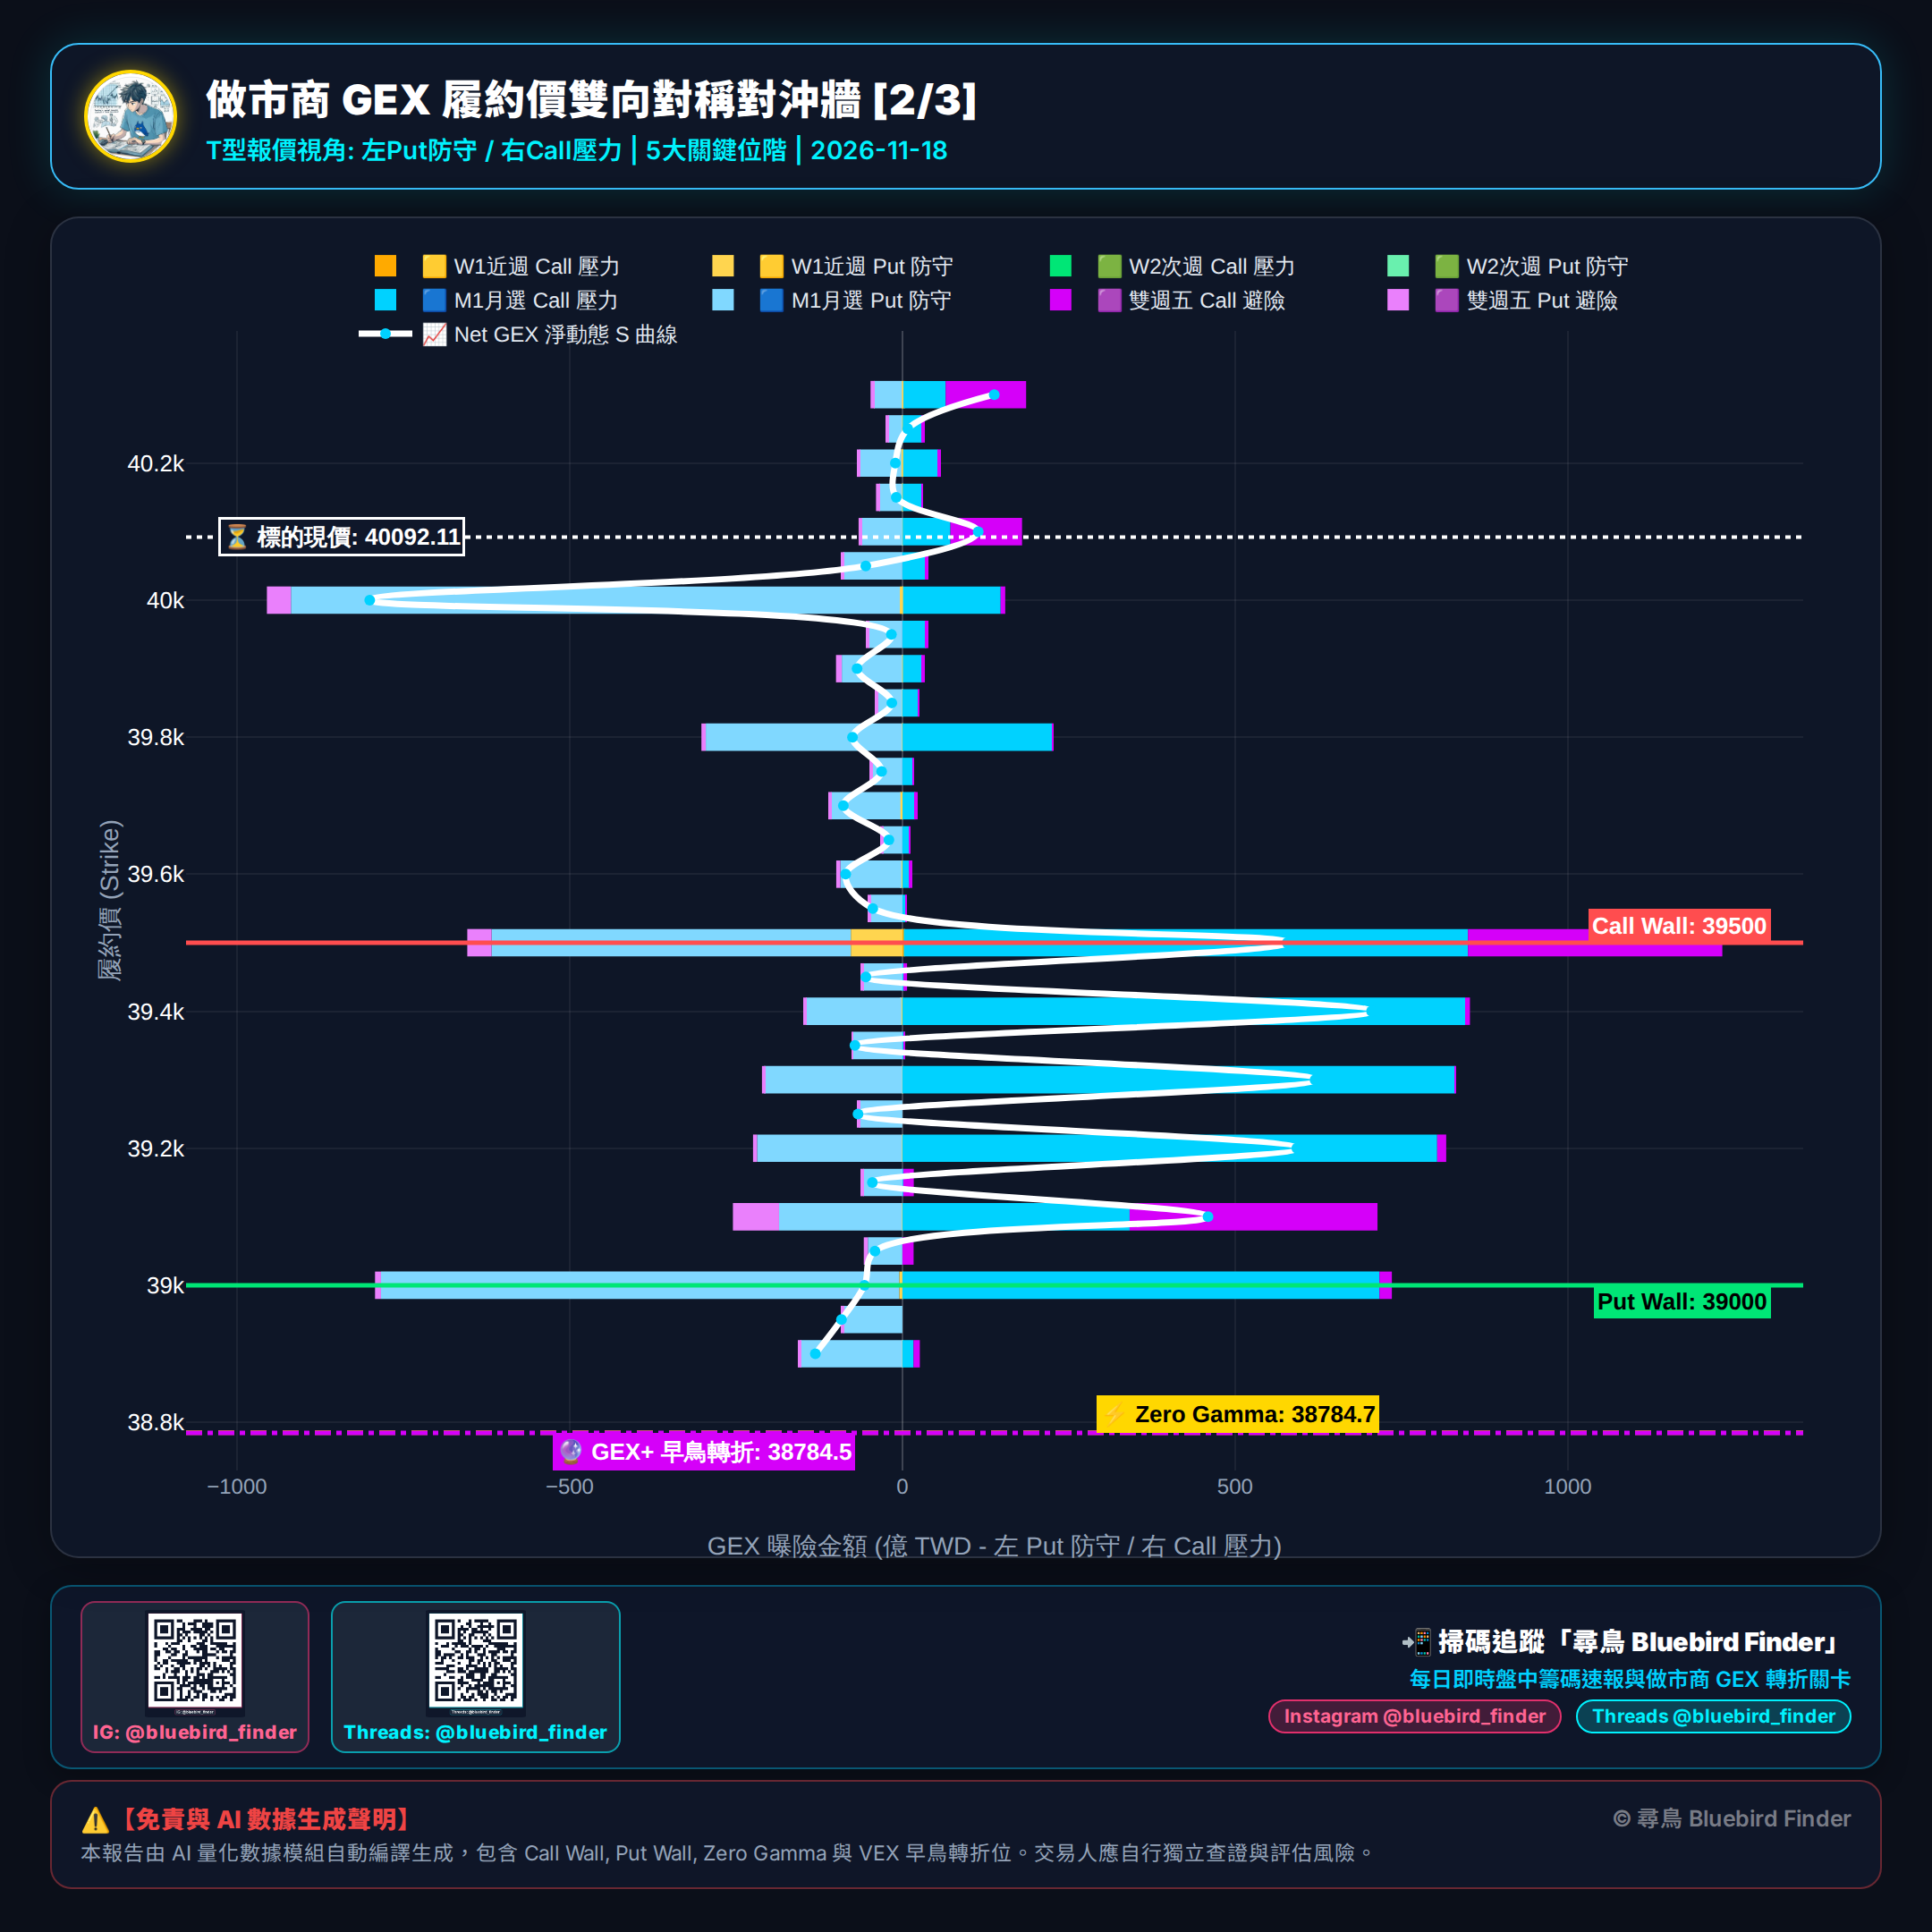 做市商 GEX 履約價雙向對稱對沖牆 [2/3]
T型報價視角: 左Put防守 / 右Call壓力 | 5大關鍵位階 | 2026-11-18
W1近週 Call 壓力
W1近週 Put 防守
W2次週 Call 壓力
W2次週 Put 防守
M1月選 Call 壓力
M1月選 Put 防守
雙週五 Call 避險
雙週五 Put 避險
Net GEX 淨動態 S 曲線
40.2k
標的現價: 40092.11
40k
39.8k
39.6k
履約價 (Strike)
Call Wall: 39500
39.4k
39.2k
39k
Put Wall: 39000
38.8k
Zero Gamma: 38784.7
GEX+ 早鳥轉折: 38784.5
−1000
−500
0
500
1000
GEX 曝險金額 (億 TWD - 左 Put 防守 / 右 Call 壓力)
IG: @bluebird_finder
Threads: @bluebird_finder
IG: @bluebird_finder
Threads: @bluebird_finder
掃碼追蹤「尋鳥 Bluebird Finder」
每日即時盤中籌碼速報與做市商 GEX 轉折關卡
Instagram @bluebird_finder
Threads @bluebird_finder
【免責與 AI 數據生成聲明】
© 尋鳥 Bluebird Finder
本報告由 AI 量化數據模組自動編譯生成，包含 Call Wall, Put Wall, Zero Gamma 與 VEX 早鳥轉折位。交易人應自行獨立查證與評估風險。